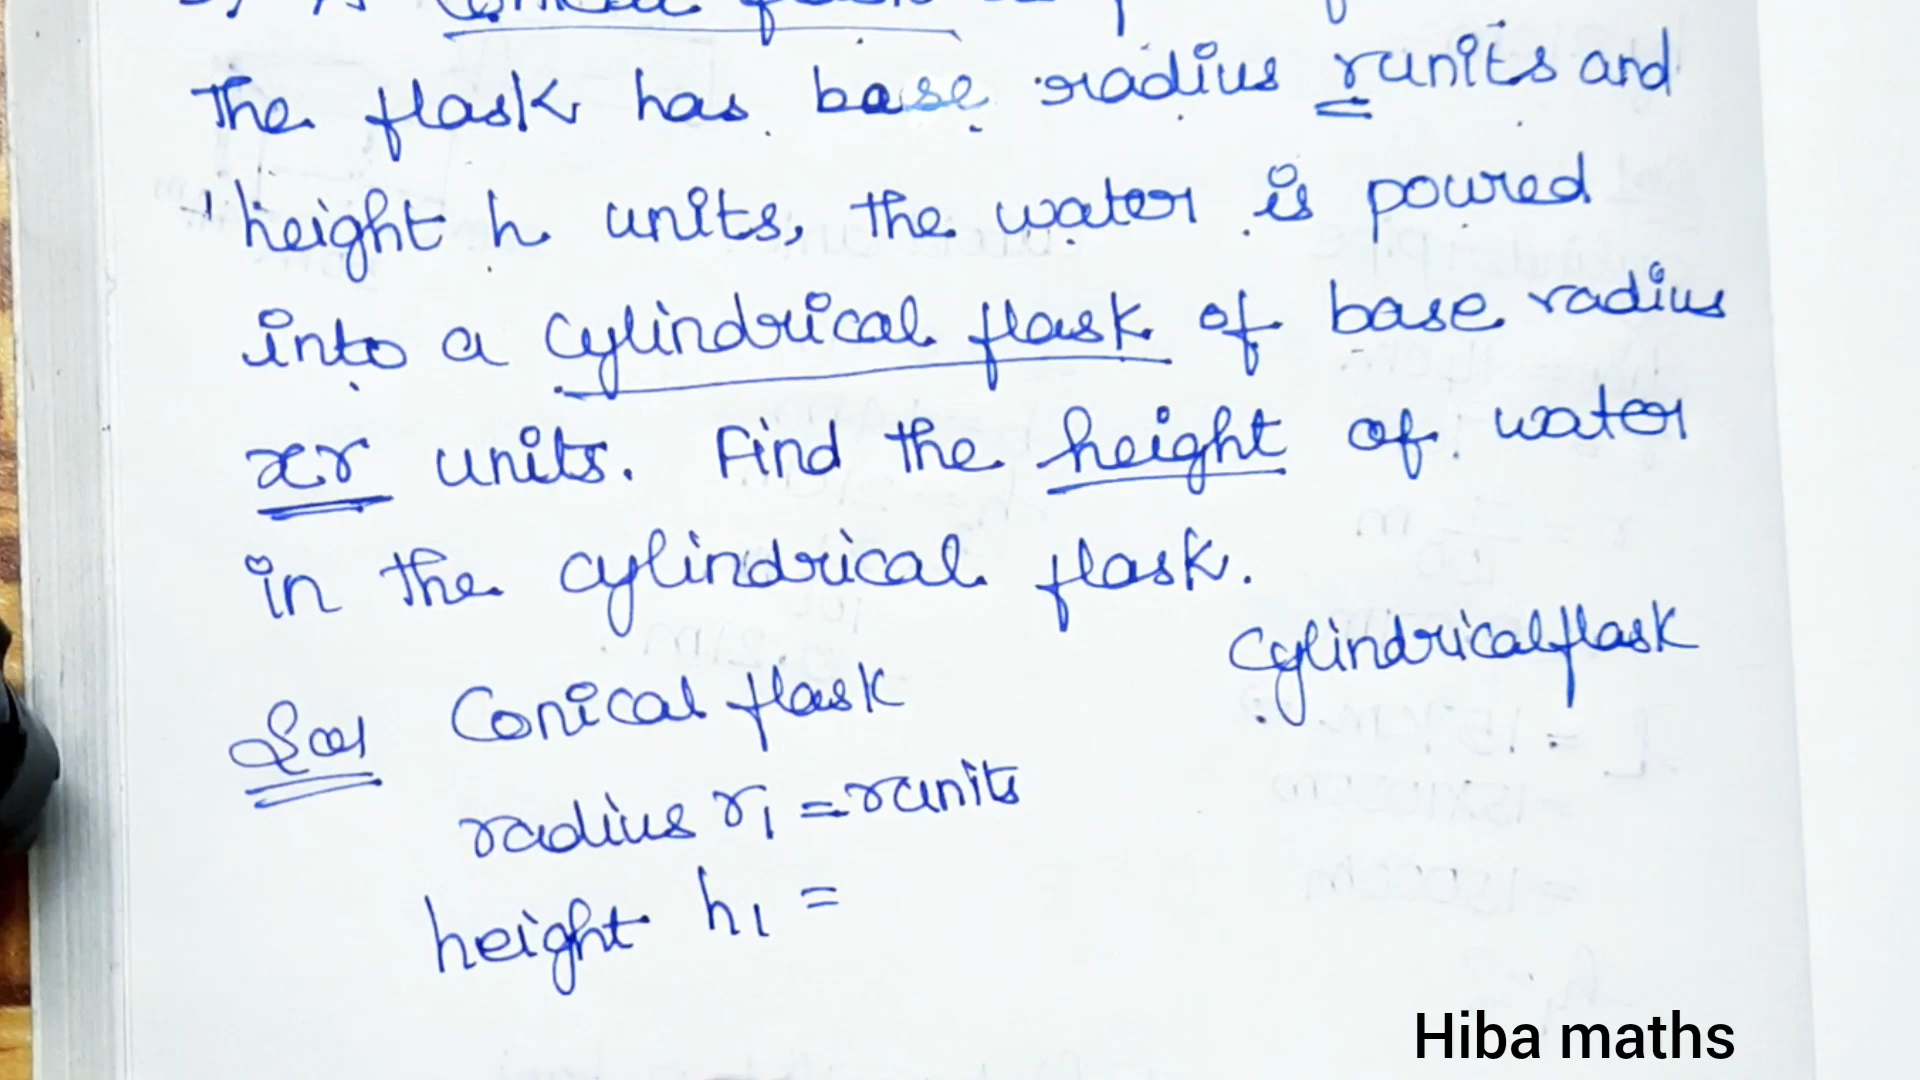 The flask has base radius r units and
height h units, the water is poured
into a cylindrical flask of base radius
xr units. Find the height of water
in the cylindrical flask.
Cylindrical flask
Sol Conical flask
radius r₁ = r units
height h₁ =
Hiba maths